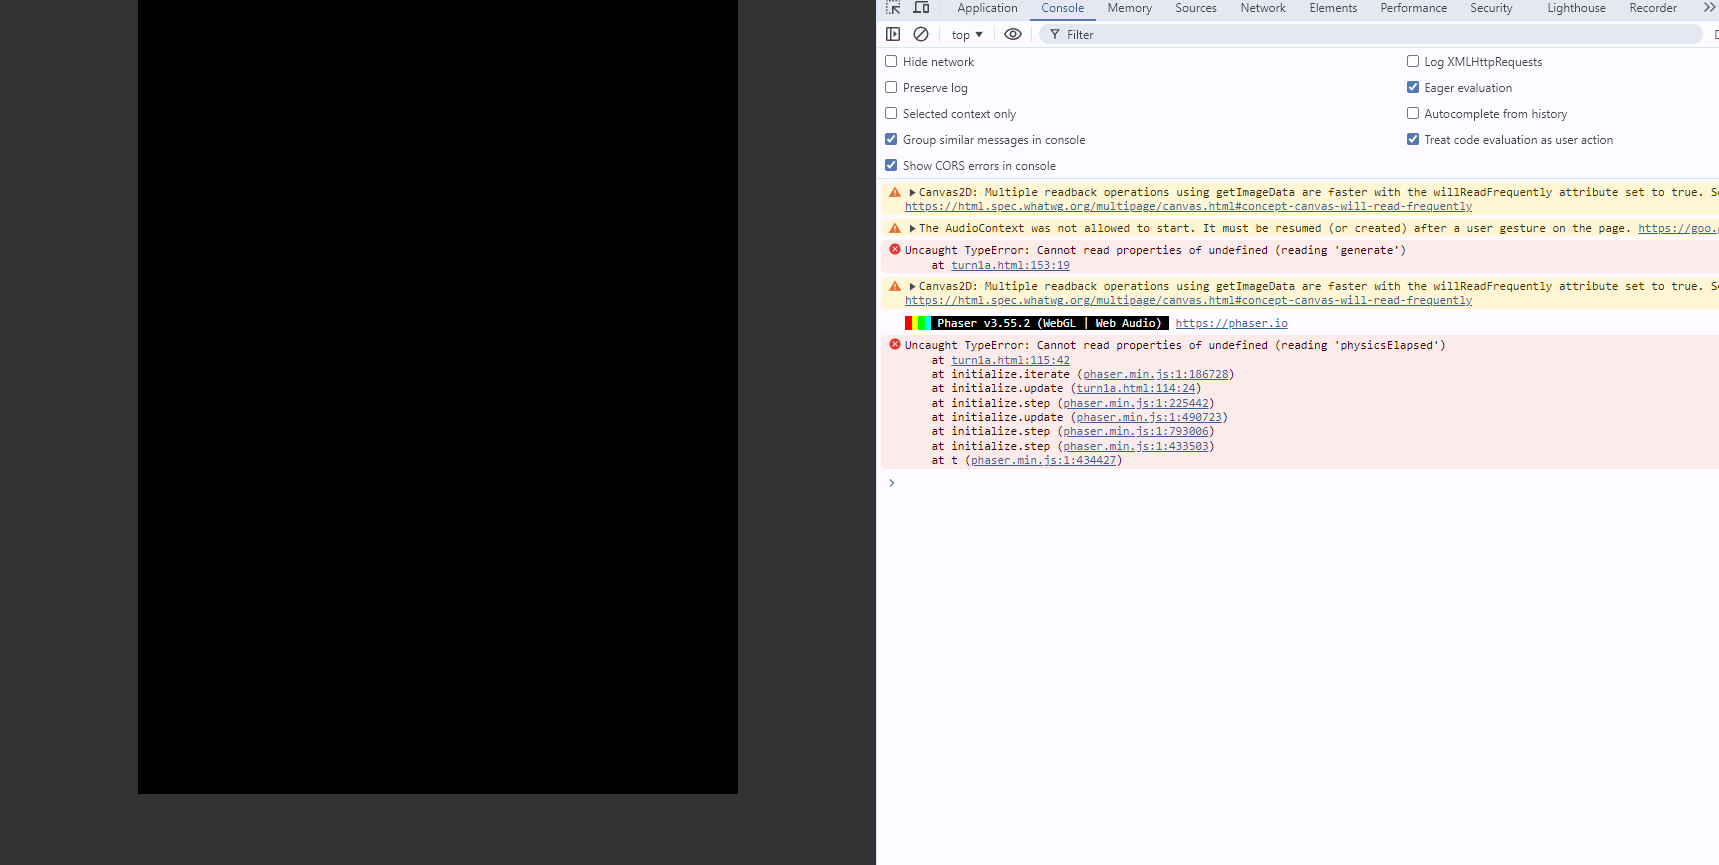 Application Console Memory Sources Network Elements Performance Security Lighthouse Recorder
top Filter
Hide network
Log XMLHttpRequests
Preserve log
Eager evaluation
Selected context only
Autocomplete from history
Group similar messages in console
Treat code evaluation as user action
Show CORS errors in console
Canvas2D: Multiple readback operations using getImageData are faster with the willReadFrequently attribute set to true.
https://html.spec.whatwg.org/multipage/canvas.html#concept-canvas-will-read-frequently
The AudioContext was not allowed to start. It must be resumed (or created) after a user gesture on the page. https://goo.
Uncaught TypeError: Cannot read properties of undefined (reading 'generate')
at turn1a.html:153:19
Canvas2D: Multiple readback operations using getImageData are faster with the willReadFrequently attribute set to true.
https://html.spec.whatwg.org/multipage/canvas.html#concept-canvas-will-read-frequently
Phaser v3.55.2 (WebGL | Web Audio) https://phaser.io
Uncaught TypeError: Cannot read properties of undefined (reading 'physicsElapsed')
at turn1a.html:115:42
at initialize.iterate (phaser.min.js:1:186728)
at initialize.update (turn1a.html:114:24)
at initialize.step (phaser.min.js:1:225442)
at initialize.update (phaser.min.js:1:490723)
at initialize.step (phaser.min.js:1:793006)
at initialize.step (phaser.min.js:1:433503)
at t (phaser.min.js:1:434427)